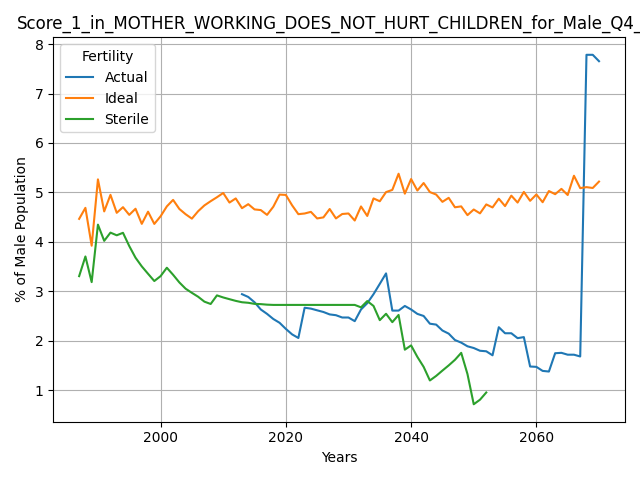 Score_1_in_MOTHER_WORKING_DOES_NOT_HURT_CHILDREN_for_Male_Q4_
Fertility
Actual
Ideal
Sterile
% of Male Population
8
7
6
5
4
3
2
1
2000 2020 2040 2060
Years